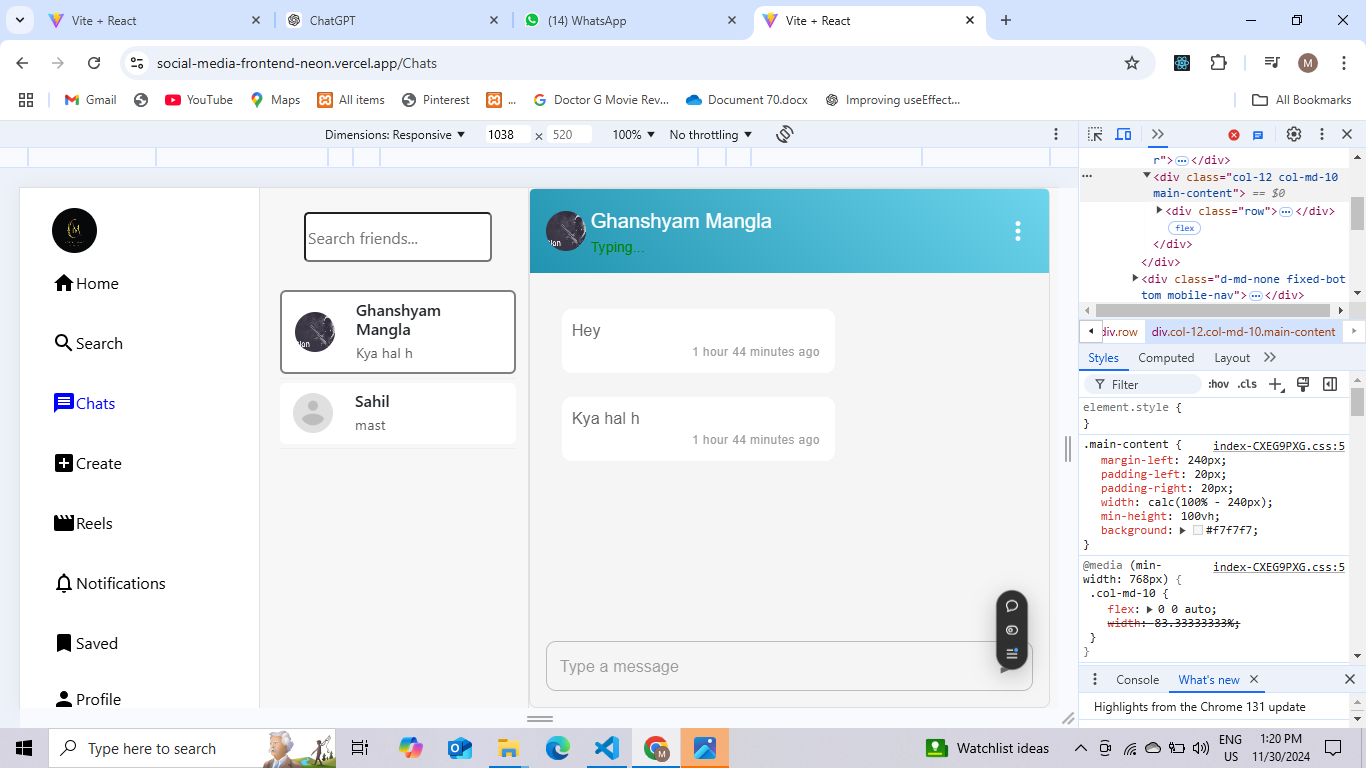 Vite + React
ChatGPT
(14) WhatsApp
Vite + React
social-media-frontend-neon.vercel.app/Chats
M
Gmail
YouTube
Maps
All items
Pinterest
...
Doctor G Movie Rev...
Document 70.docx
Improving useEffect...
All Bookmarks
Dimensions: Responsive
1038 × 520
100%
No throttling
Home
Search
Chats
Create
Reels
Notifications
Saved
Profile
Search friends...
Ghanshyam
Mangla
Kya hal h
Sahil
mast
Ghanshyam Mangla
Typing...
Hey
1 hour 44 minutes ago
Kya hal h
1 hour 44 minutes ago
Type a message
r">
</div>
<div class="col-12 col-md-10
main-content"> == $0
<div class="row"> </div>
flex
</div>
</div>
<div class="d-md-none fixed-bot
tom mobile-nav"> </div>
div.row
div.col-12.col-md-10.main-content
Styles
Computed
Layout
Filter
:hov .cls
element.style {
}
.main-content { index-CXEG9PXG.css:5
margin-left: 240px;
padding-left: 20px;
padding-right: 20px;
width: calc(100% - 240px);
min-height: 100vh;
background: #f7f7f7;
}
@media (min- index-CXEG9PXG.css:5
width: 768px) {
.col-md-10 {
flex: 0 0 auto;
width: 83.33333333%;
}
}
Console
What's new
Highlights from the Chrome 131 update
Type here to search
M
Watchlist ideas
ENG
US
1:20 PM
11/30/2024